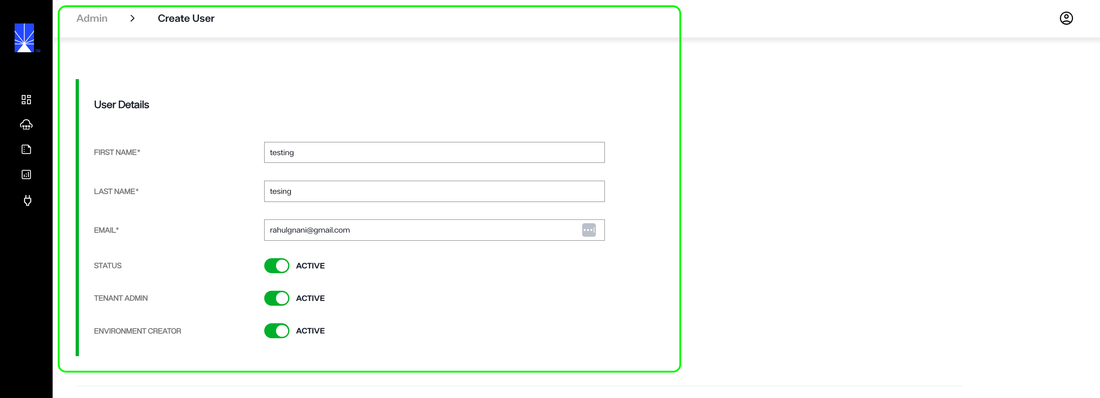 Admin > Create User
User Details
FIRST NAME* testing
LAST NAME* tesing
EMAIL* rahulgnani@gmail.com
STATUS ACTIVE
TENANT ADMIN ACTIVE
ENVIRONMENT CREATOR ACTIVE